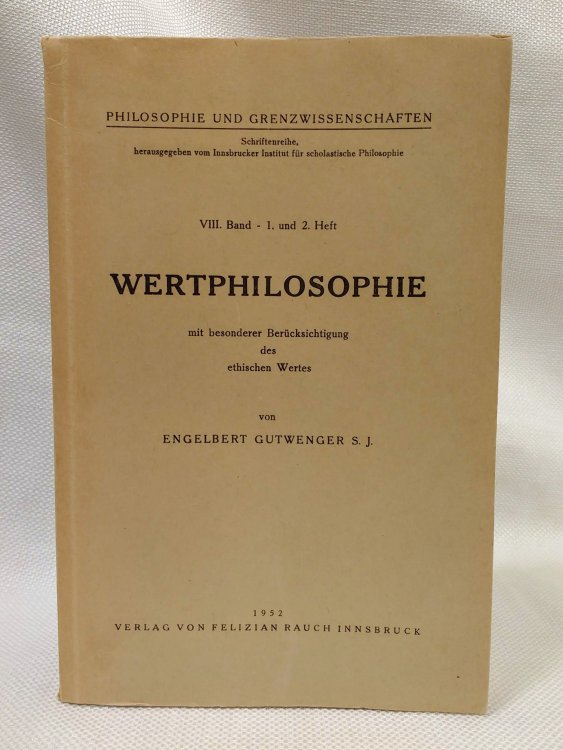 PHILOSOPHIE UND GRENZWISSENSCHAFTEN
Schriftenreihe,
herausgegeben vom Innsbrucker Institut für scholastische Philosophie
VIII. Band - 1. und 2. Heft
WERTPHILOSOPHIE
mit besonderer Berücksichtigung
des
ethischen Wertes
von
ENGELBERT GUTWENGER S. J.
1952
VERLAG VON FELIZIAN RAUCH INNSBRUCK